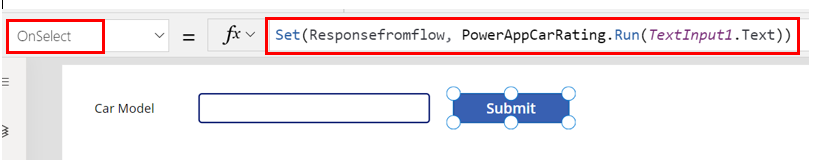 OnSelect = fx Set(Responsefromflow, PowerAppCarRating.Run(TextInput1.Text))
Car Model Submit